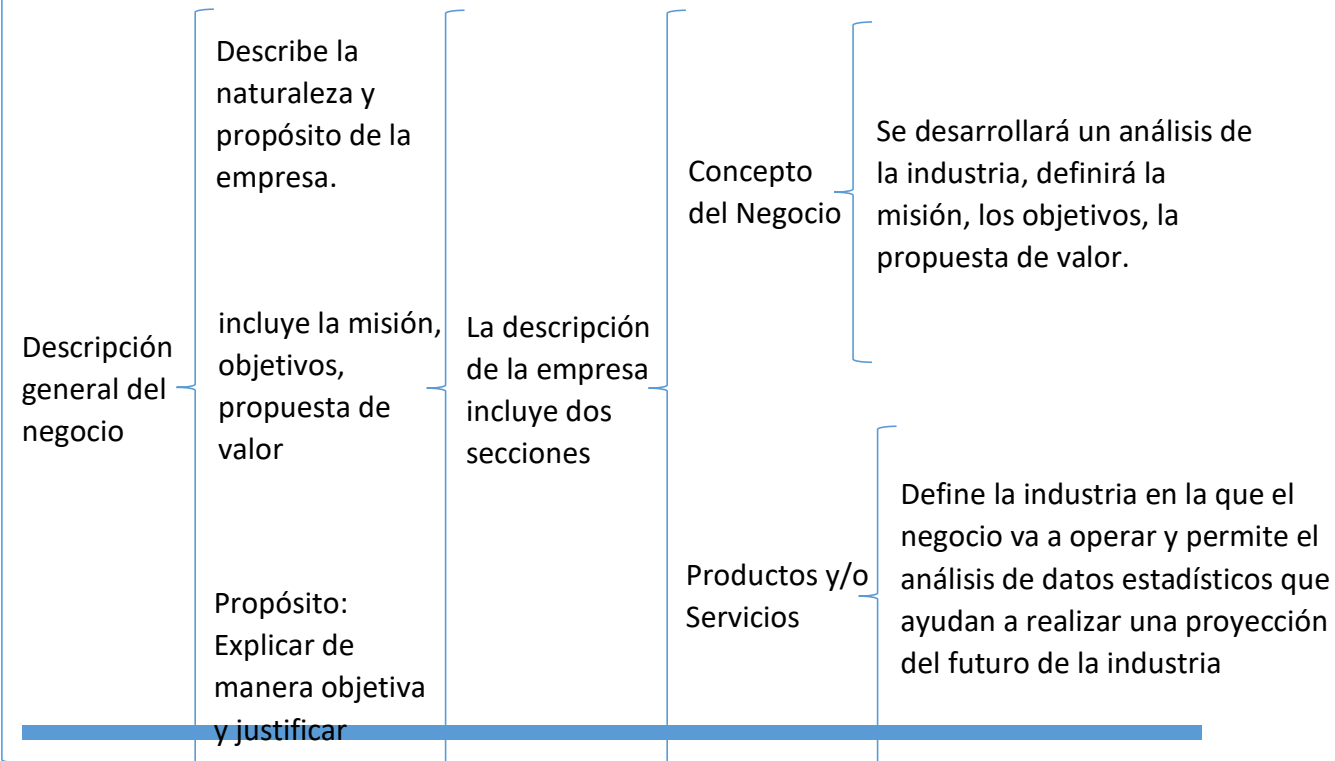 Descripción
general del
negocio
Describe la
naturaleza y
propósito de la
empresa.
incluye la misión,
objetivos,
propuesta de
valor
Propósito:
Explicar de
manera objetiva
y justificar
La descripción
de la empresa
incluye dos
secciones
Concepto
del Negocio
Se desarrollará un análisis de
la industria, definirá la
misión, los objetivos, la
propuesta de valor.
Productos y/o
Servicios
Define la industria en la que el
negocio va a operar y permite el
análisis de datos estadísticos que
ayudan a realizar una proyección
del futuro de la industria